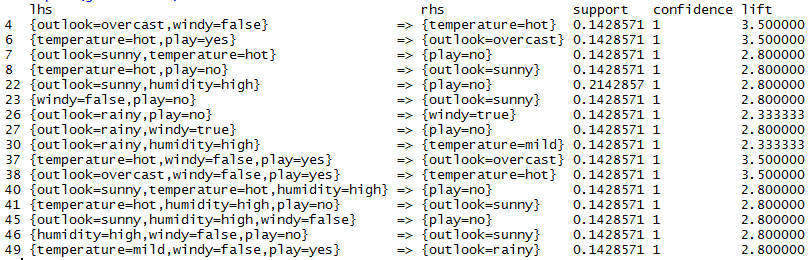 lhs rhs support confidence lift
4 {outlook=overcast,windy=false} => {temperature=hot} 0.1428571 1 3.500000
6 {temperature=hot,play=yes} => {outlook=overcast} 0.1428571 1 3.500000
7 {outlook=sunny,temperature=hot} => {play=no} 0.1428571 1 2.800000
8 {temperature=hot,play=no} => {outlook=sunny} 0.1428571 1 2.800000
22 {outlook=sunny,humidity=high} => {play=no} 0.2142857 1 2.800000
23 {windy=false,play=no} => {outlook=sunny} 0.1428571 1 2.800000
26 {outlook=rainy,play=no} => {windy=true} 0.1428571 1 2.333333
27 {outlook=rainy,windy=true} => {play=no} 0.1428571 1 2.800000
30 {outlook=rainy,humidity=high} => {temperature=mild} 0.1428571 1 2.333333
37 {temperature=hot,windy=false,play=yes} => {outlook=overcast} 0.1428571 1 3.500000
38 {outlook=overcast,windy=false,play=yes} => {temperature=hot} 0.1428571 1 3.500000
40 {outlook=sunny,temperature=hot,humidity=high} => {play=no} 0.1428571 1 2.800000
41 {temperature=hot,humidity=high,play=no} => {outlook=sunny} 0.1428571 1 2.800000
45 {outlook=sunny,humidity=high,windy=false} => {play=no} 0.1428571 1 2.800000
46 {humidity=high,windy=false,play=no} => {outlook=sunny} 0.1428571 1 2.800000
49 {temperature=mild,windy=false,play=yes} => {outlook=rainy} 0.1428571 1 2.800000